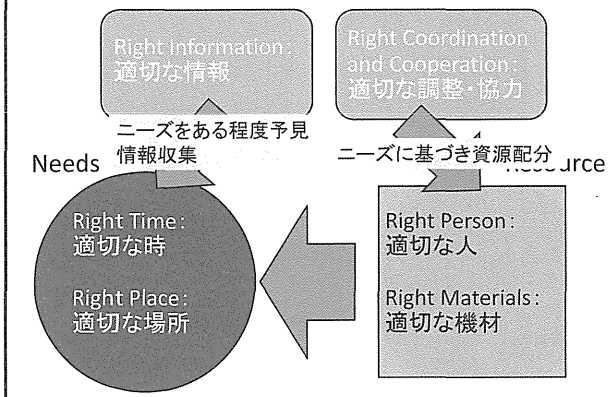 Right Information:
適切な情報
Right Coordination
and Cooperation:
適切な調整・協力
ニーズをある程度予見
情報収集
ニーズに基づき資源配分
Needs
Right Time:
適切な時
Right Place:
適切な場所
Right Person:
適切な人
Right Materials:
適切な機材